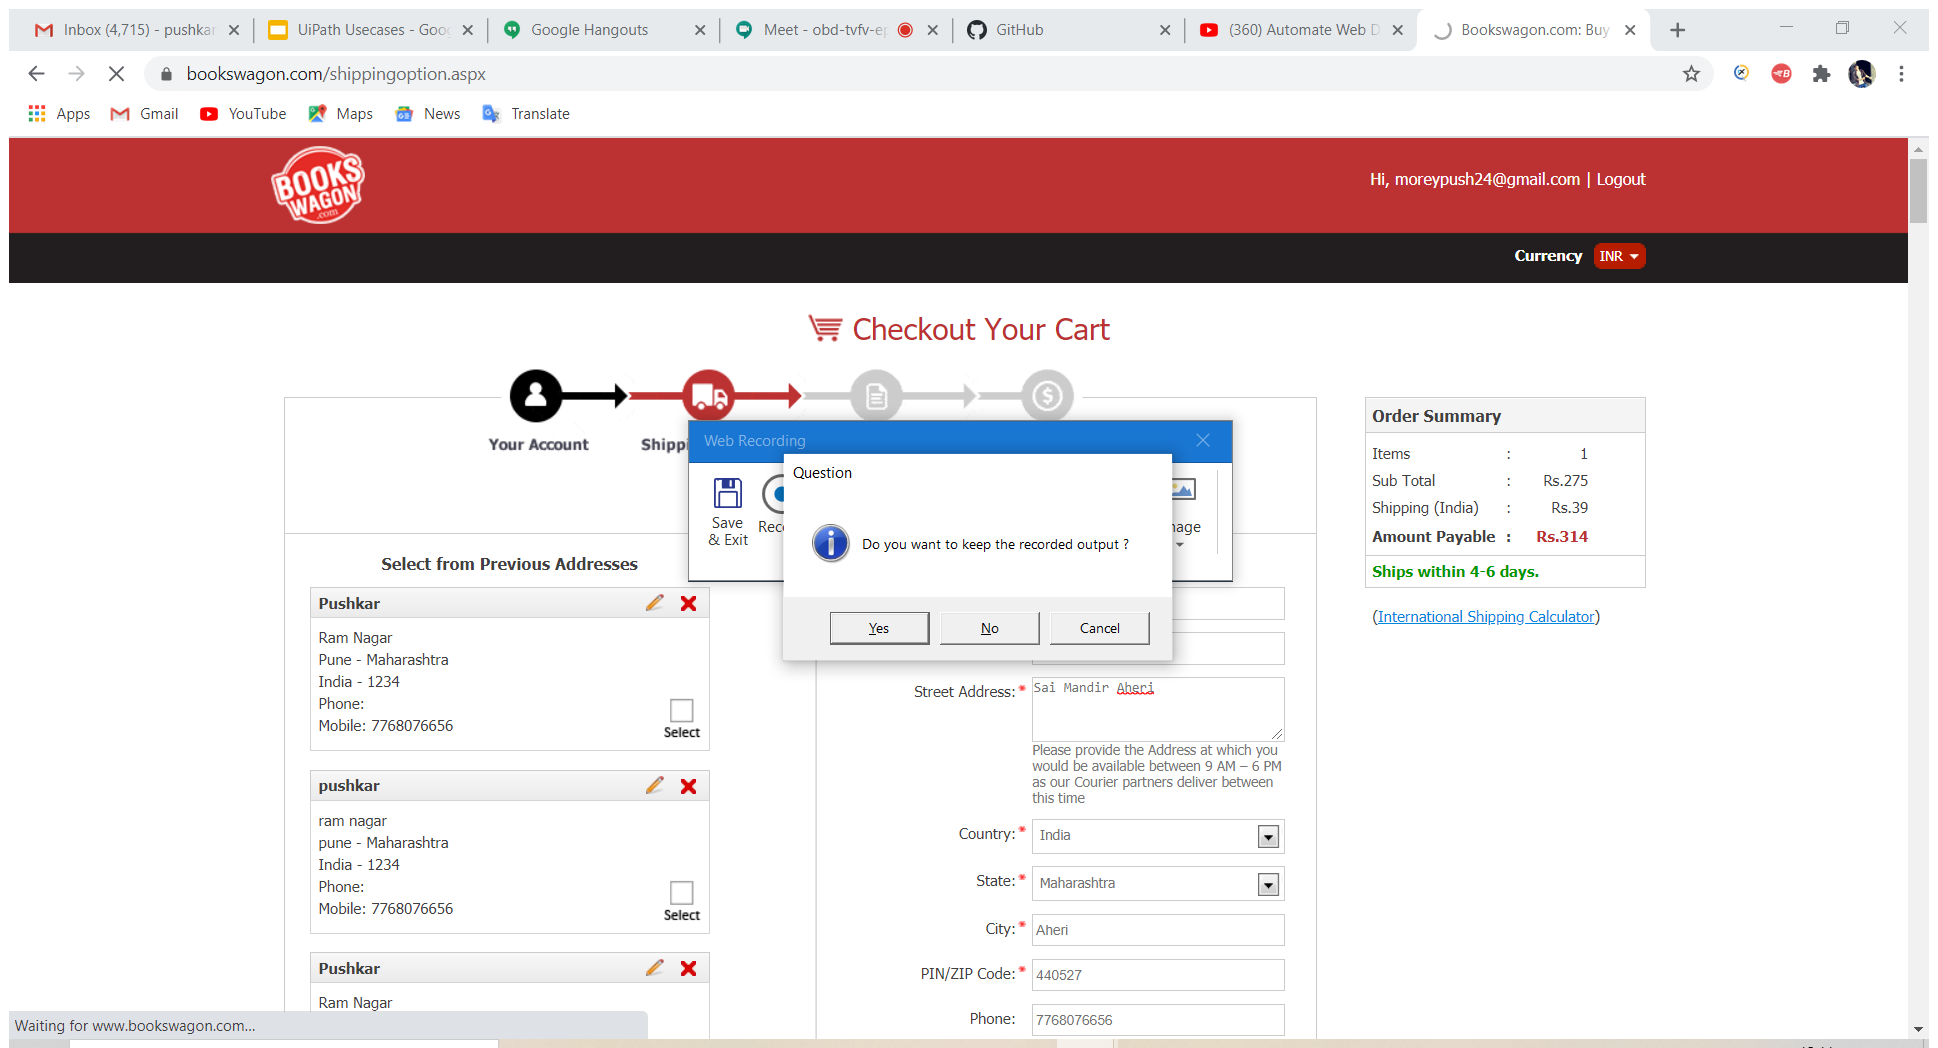 Inbox (4,715) - pushkar
UiPath Usecases - Goog
Google Hangouts
Meet - obd-tvfv-ep
GitHub
(360) Automate Web D
Bookswagon.com: Buy
bookswagon.com/shippingoption.aspx
Apps
Gmail
YouTube
Maps
News
Translate
BOOKS
WAGON
.com
Hi, moreypush24@gmail.com | Logout
Currency INR
Checkout Your Cart
Your Account
Shippi
Web Recording
Save
& Exit
Reco
nage
Question
Do you want to keep the recorded output ?
Yes
No
Cancel
Select from Previous Addresses
Pushkar
Ram Nagar
Pune - Maharashtra
India - 1234
Phone:
Mobile: 7768076656
Select
pushkar
ram nagar
pune - Maharashtra
India - 1234
Phone:
Mobile: 7768076656
Select
Pushkar
Ram Nagar
Street Address:* Sai Mandir Aheri
Please provide the Address at which you
would be available between 9 AM – 6 PM
as our Courier partners deliver between
this time
Country:* India
State:* Maharashtra
City:* Aheri
PIN/ZIP Code:* 440527
Phone: 7768076656
Order Summary
Items : 1
Sub Total : Rs.275
Shipping (India) : Rs.39
Amount Payable : Rs.314
Ships within 4-6 days.
(International Shipping Calculator)
Waiting for www.bookswagon.com...